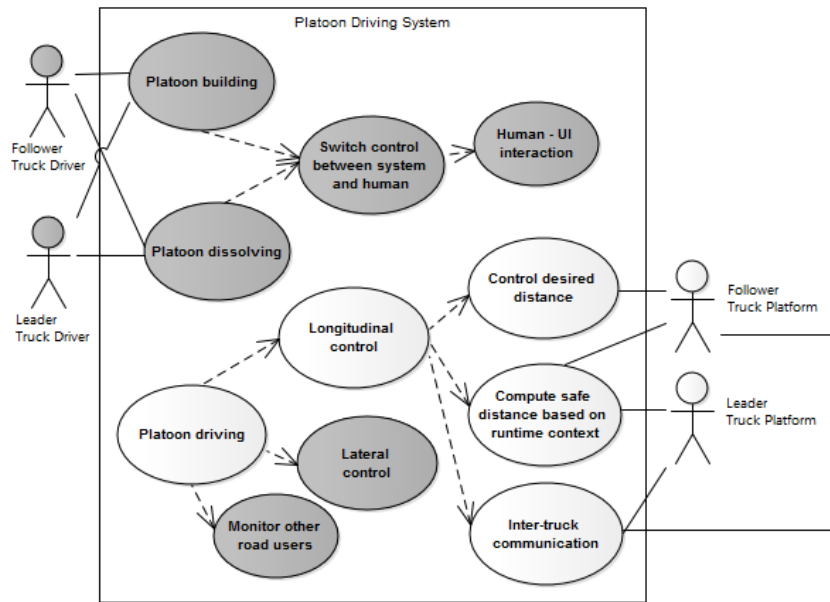 Platoon Driving System
Platoon building
Follower
Truck Driver
Switch control
between system
and human
Human - UI
interaction
Platoon dissolving
Leader
Truck Driver
Control desired
distance
Follower
Truck Platform
Longitudinal
control
Compute safe
distance based on
runtime context
Leader
Truck Platform
Platoon driving
Lateral
control
Monitor other
road users
Inter-truck
communication